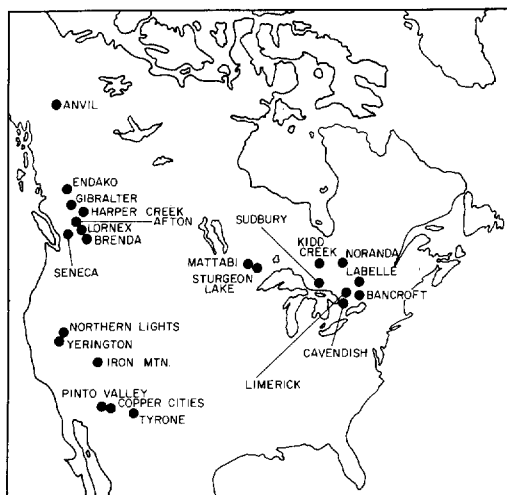 ANVIL
ENDAKO
GIBRALTER
HARPER CREEK
AFTON
LORNEX
BRENDA
SENECA
SUDBURY
KIDD
CREEK
NORANDA
LABELLE
MATTABI
STURGEON
LAKE
BANCROFT
CAVENDISH
LIMERICK
NORTHERN LIGHTS
YERINGTON
IRON MTN.
PINTO VALLEY
COPPER CITIES
TYRONE